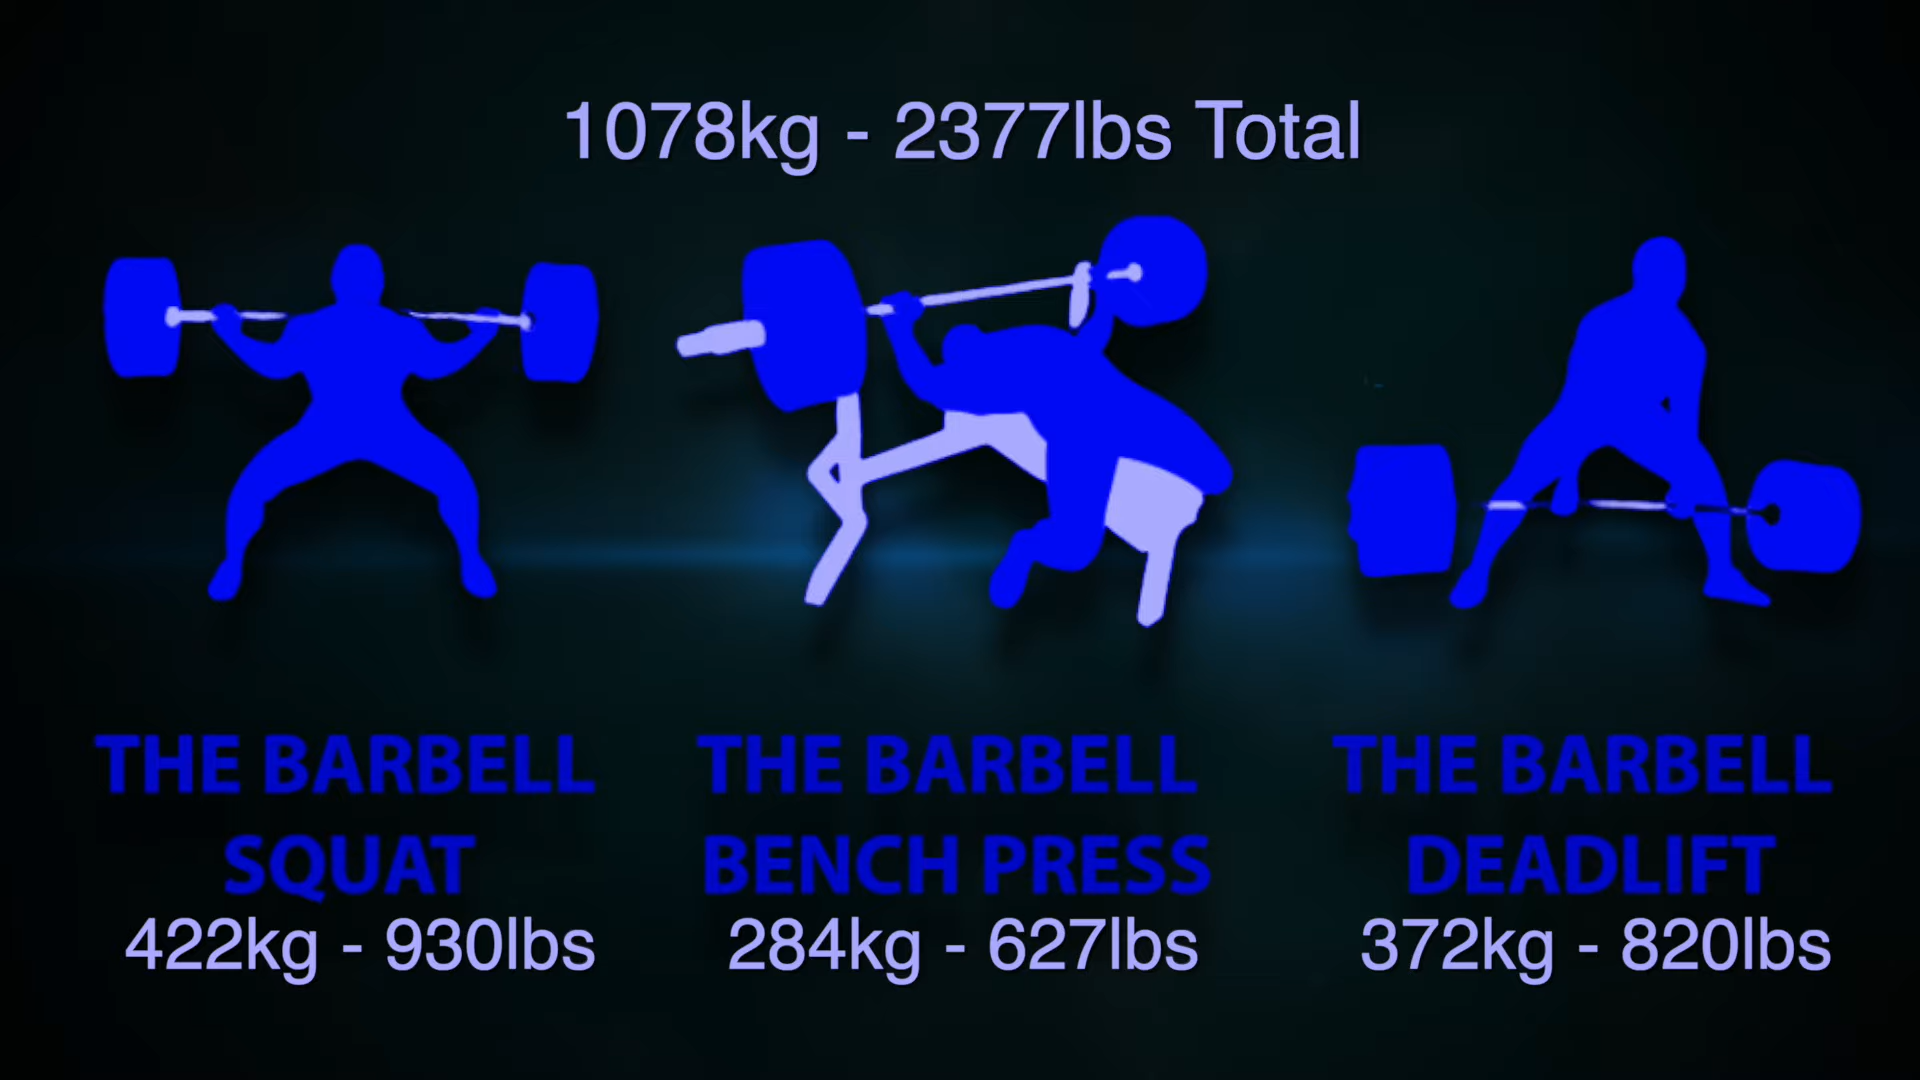 1078kg - 2377lbs Total
THE BARBELL
SQUAT
422kg - 930lbs
THE BARBELL
BENCH PRESS
284kg - 627lbs
THE BARBELL
DEADLIFT
372kg - 820lbs